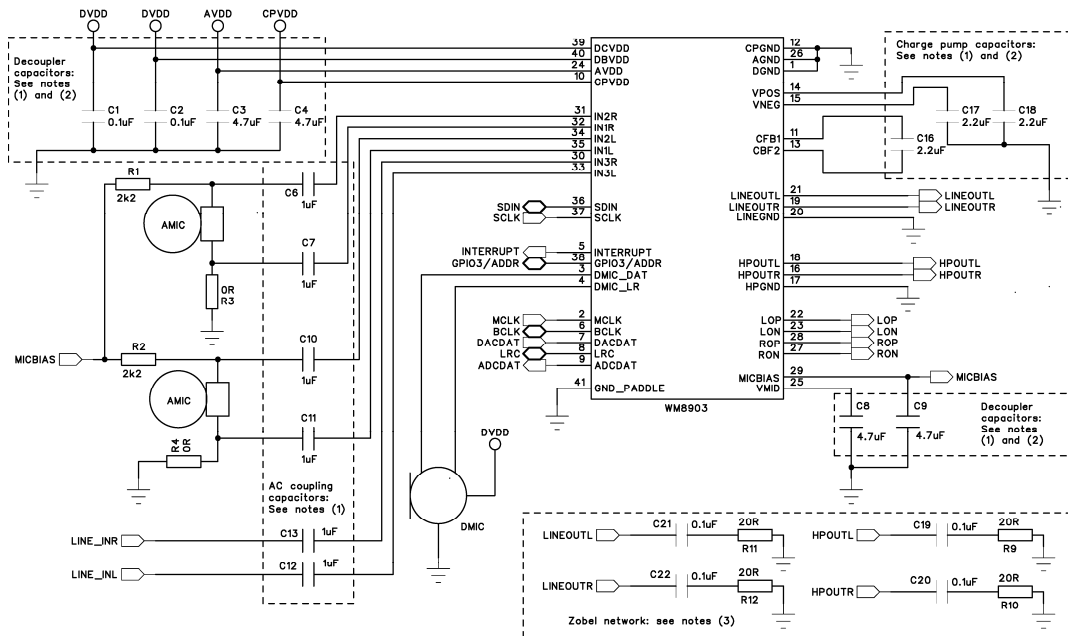 DVDD
DVDD
AVDD
CPVDD
Decoupler
capacitors:
See notes
(1) and (2)
C1
0.1uF
C2
0.1uF
C3
4.7uF
C4
4.7uF
39
40
24
10
DCVDD
DBVDD
AVDD
CPVDD
31
32
34
35
30
33
IN2R
IN1R
IN2L
IN1L
IN3R
IN3L
SDIN
SCLK
36
37
SDIN
SCLK
INTERRUPT
GPIO3/ADDR
5
38
3
4
INTERRUPT
GPIO3/ADDR
DMIC_DAT
DMIC_LR
MCLK
BCLK
DACDAT
LRC
ADCDAT
2
6
7
8
9
MCLK
BCLK
DACDAT
LRC
ADCDAT
41
GND_PADDLE
WM8903
CPGND
AGND
DGND
12
26
1
VPOS
VNEG
14
15
CFB1
CBF2
11
13
LINEOUTL
LINEOUTR
LINEGND
21
19
20
LINEOUTL
LINEOUTR
HPOUTL
HPOUTR
HPGND
18
16
17
HPOUTL
HPOUTR
LOP
LON
ROP
RON
22
23
28
27
LOP
LON
ROP
RON
MICBIAS
VMID
29
25
MICBIAS
Charge pump capacitors:
See notes (1) and (2)
C17
2.2uF
C18
2.2uF
C16
2.2uF
C8
4.7uF
C9
4.7uF
Decoupler
capacitors:
See notes
(1) and (2)
R1
2k2
AMIC
C6
1uF
C7
1uF
0R
R3
MICBIAS
R2
2k2
AMIC
C10
1uF
C11
1uF
R4
0R
AC coupling
capacitors:
See notes (1)
LINE_INR
C13
1uF
LINE_INL
C12
1uF
DVDD
DMIC
LINEOUTL
C21
0.1uF
20R
R11
HPOUTL
C19
0.1uF
20R
R9
LINEOUTR
C22
0.1uF
20R
R12
HPOUTR
C20
0.1uF
20R
R10
Zobel network: see notes (3)